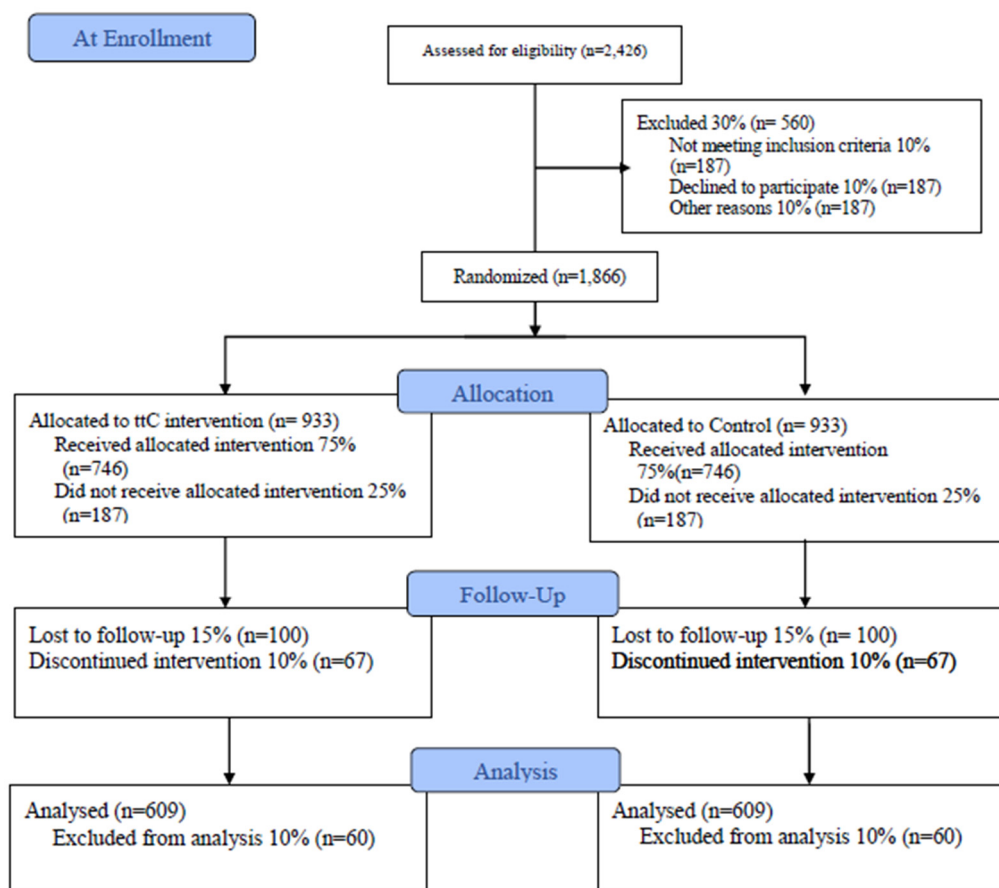 At Enrollment
Assessed for eligibility (n=2,426)
Excluded 30% (n= 560)
Not meeting inclusion criteria 10%
(n=187)
Declined to participate 10% (n=187)
Other reasons 10% (n=187)
Randomized (n=1,866)
Allocation
Allocated to ttC intervention (n= 933)
Received allocated intervention 75%
(n=746)
Did not receive allocated intervention 25%
(n=187)
Allocated to Control (n= 933)
Received allocated intervention
75%(n=746)
Did not receive allocated intervention 25%
(n=187)
Follow-Up
Lost to follow-up 15% (n=100)
Discontinued intervention 10% (n=67)
Lost to follow-up 15% (n= 100)
Discontinued intervention 10% (n=67)
Analysis
Analysed (n=609)
Excluded from analysis 10% (n=60)
Analysed (n=609)
Excluded from analysis 10% (n=60)